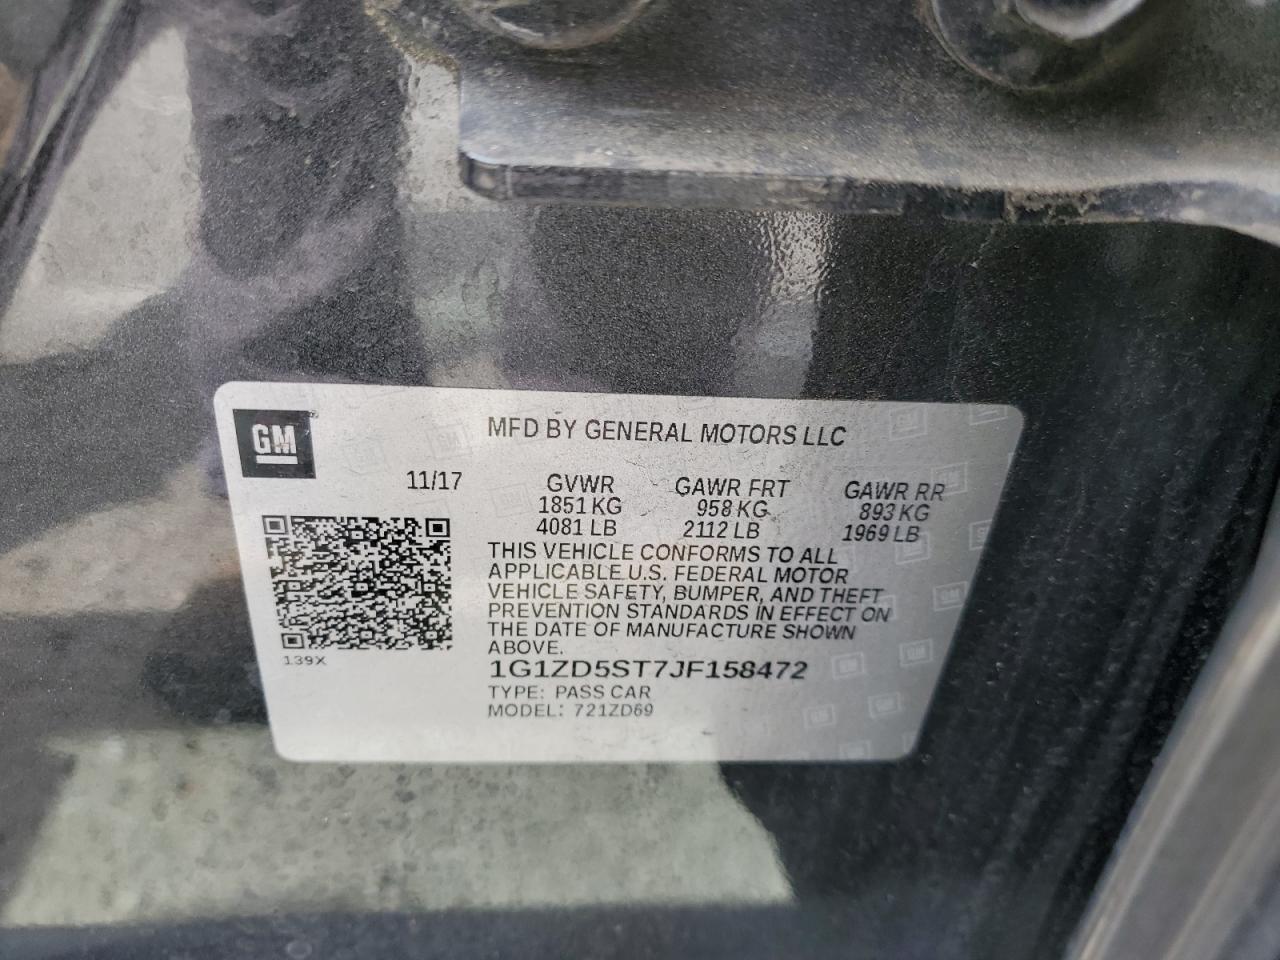 GM
MFD BY GENERAL MOTORS LLC
11/17 GVWR GAWR FRT GAWR RR
1851 KG 958 KG 893 KG
4081 LB 2112 LB 1969 LB
THIS VEHICLE CONFORMS TO ALL
APPLICABLE U.S. FEDERAL MOTOR
VEHICLE SAFETY, BUMPER, AND THEFT
PREVENTION STANDARDS IN EFFECT ON
THE DATE OF MANUFACTURE SHOWN
ABOVE.
139X
1G1ZD5ST7JF158472
TYPE: PASS CAR
MODEL: 721ZD69